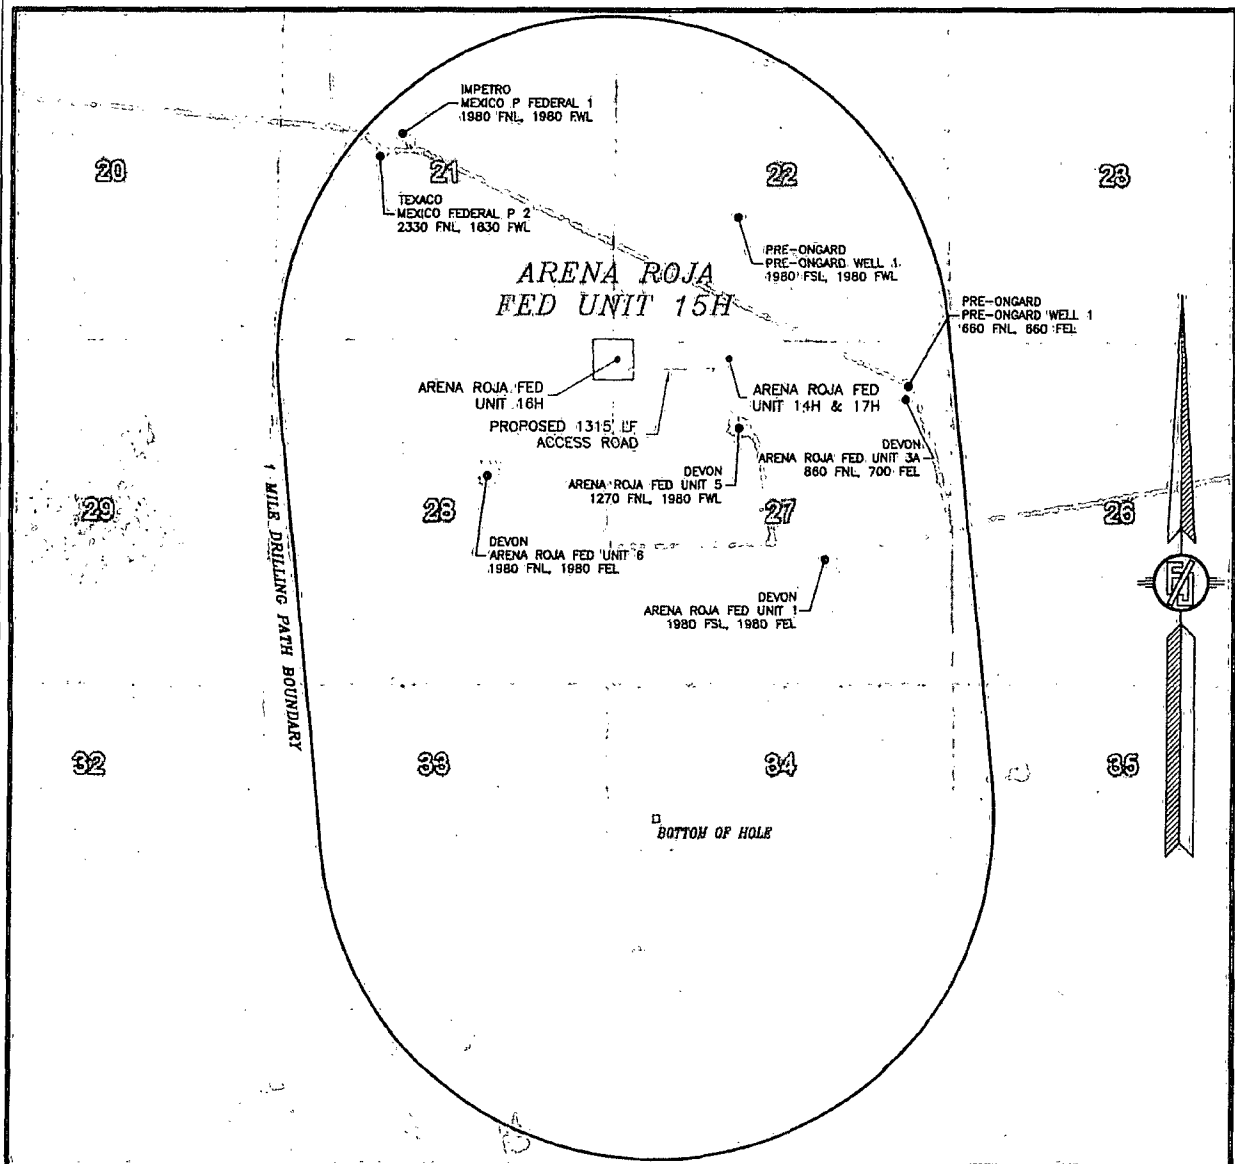 IMPETRO
MEXICO P FEDERAL 1
1980 FNL, 1980 FWL
20
21
22
23
TEXACO
MEXICO FEDERAL P 2
2330 FNL, 1830 FWL
PRE-ONGARD
PRE-ONGARD WELL 1
1980 FSL, 1980 FWL
ARENA ROJA
FED UNIT 15H
PRE-ONGARD
PRE-ONGARD WELL 1
660 FNL, 660 FEL
ARENA ROJA FED
UNIT 16H
ARENA ROJA FED
UNIT 14H & 17H
PROPOSED 1315 LF
ACCESS ROAD
DEVON
ARENA ROJA FED UNIT 3A
860 FNL, 700 FEL
DEVON
ARENA ROJA FED UNIT 5
1270 FNL, 1980 FWL
29
28
27
26
DEVON
ARENA ROJA FED UNIT 6
1980 FNL, 1980 FEL
DEVON
ARENA ROJA FED UNIT 1
1980 FSL, 1980 FEL
1 MILE DRILLING PATH BOUNDARY
32
33
34
35
BOTTOM OF HOLE